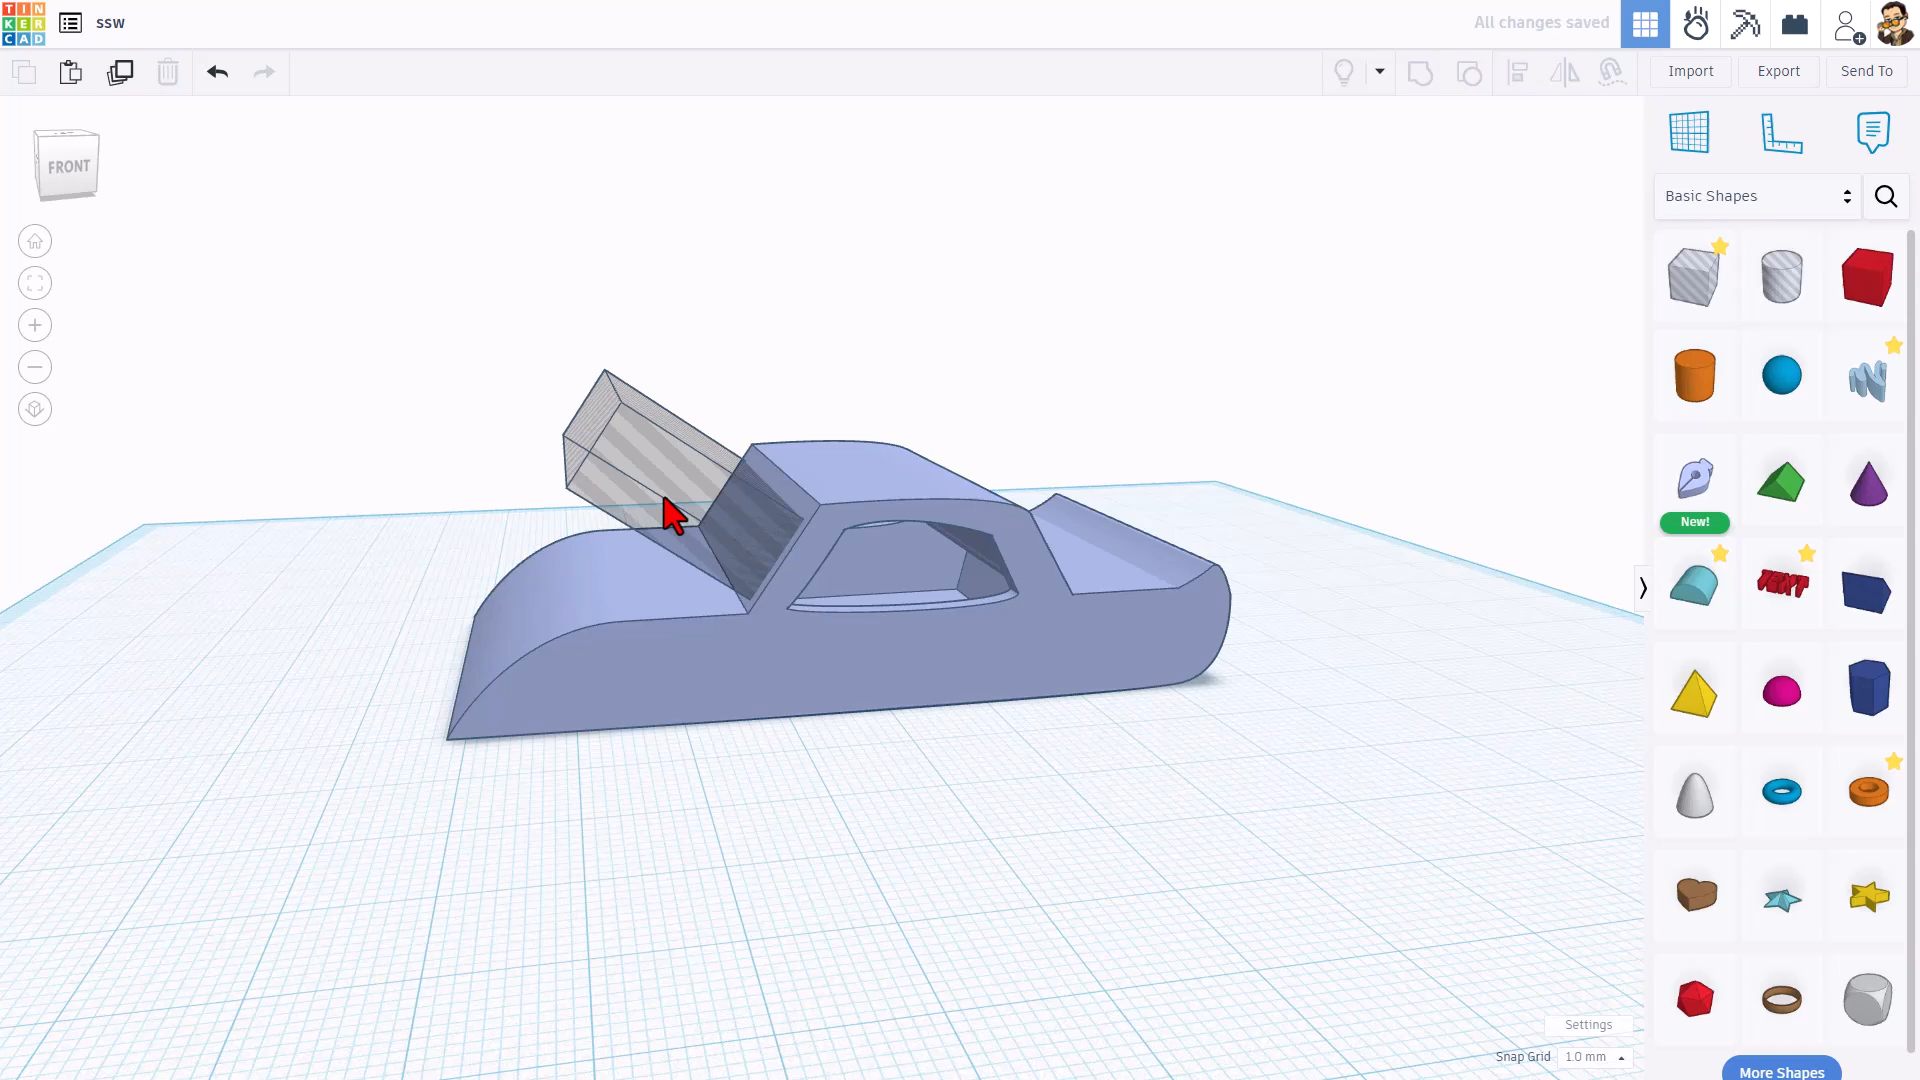 TIN
KER
CAD
ssw
All changes saved
Import
Export
Send To
FRONT
Basic Shapes
New!
TEXT
Settings
Snap Grid
1.0 mm
More Shapes